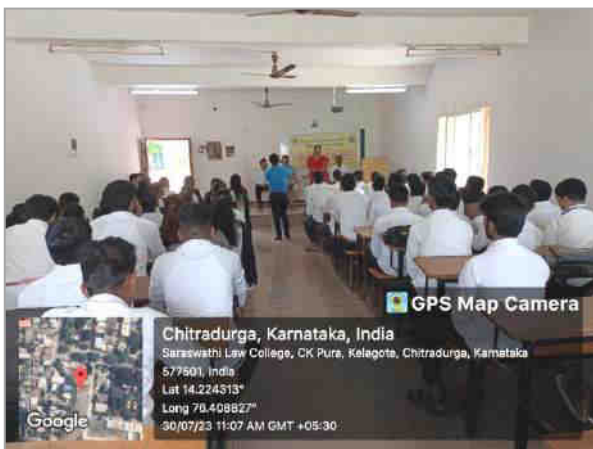 GPS Map Camera
Chitradurga, Karnataka, India
Saraswathi Law College, CK Pura, Kelagote, Chitradurga, Karnataka
577501, India
Lat 14.224313°
Long 76.408827°
30/07/23 11:07 AM GMT +05:30
Google